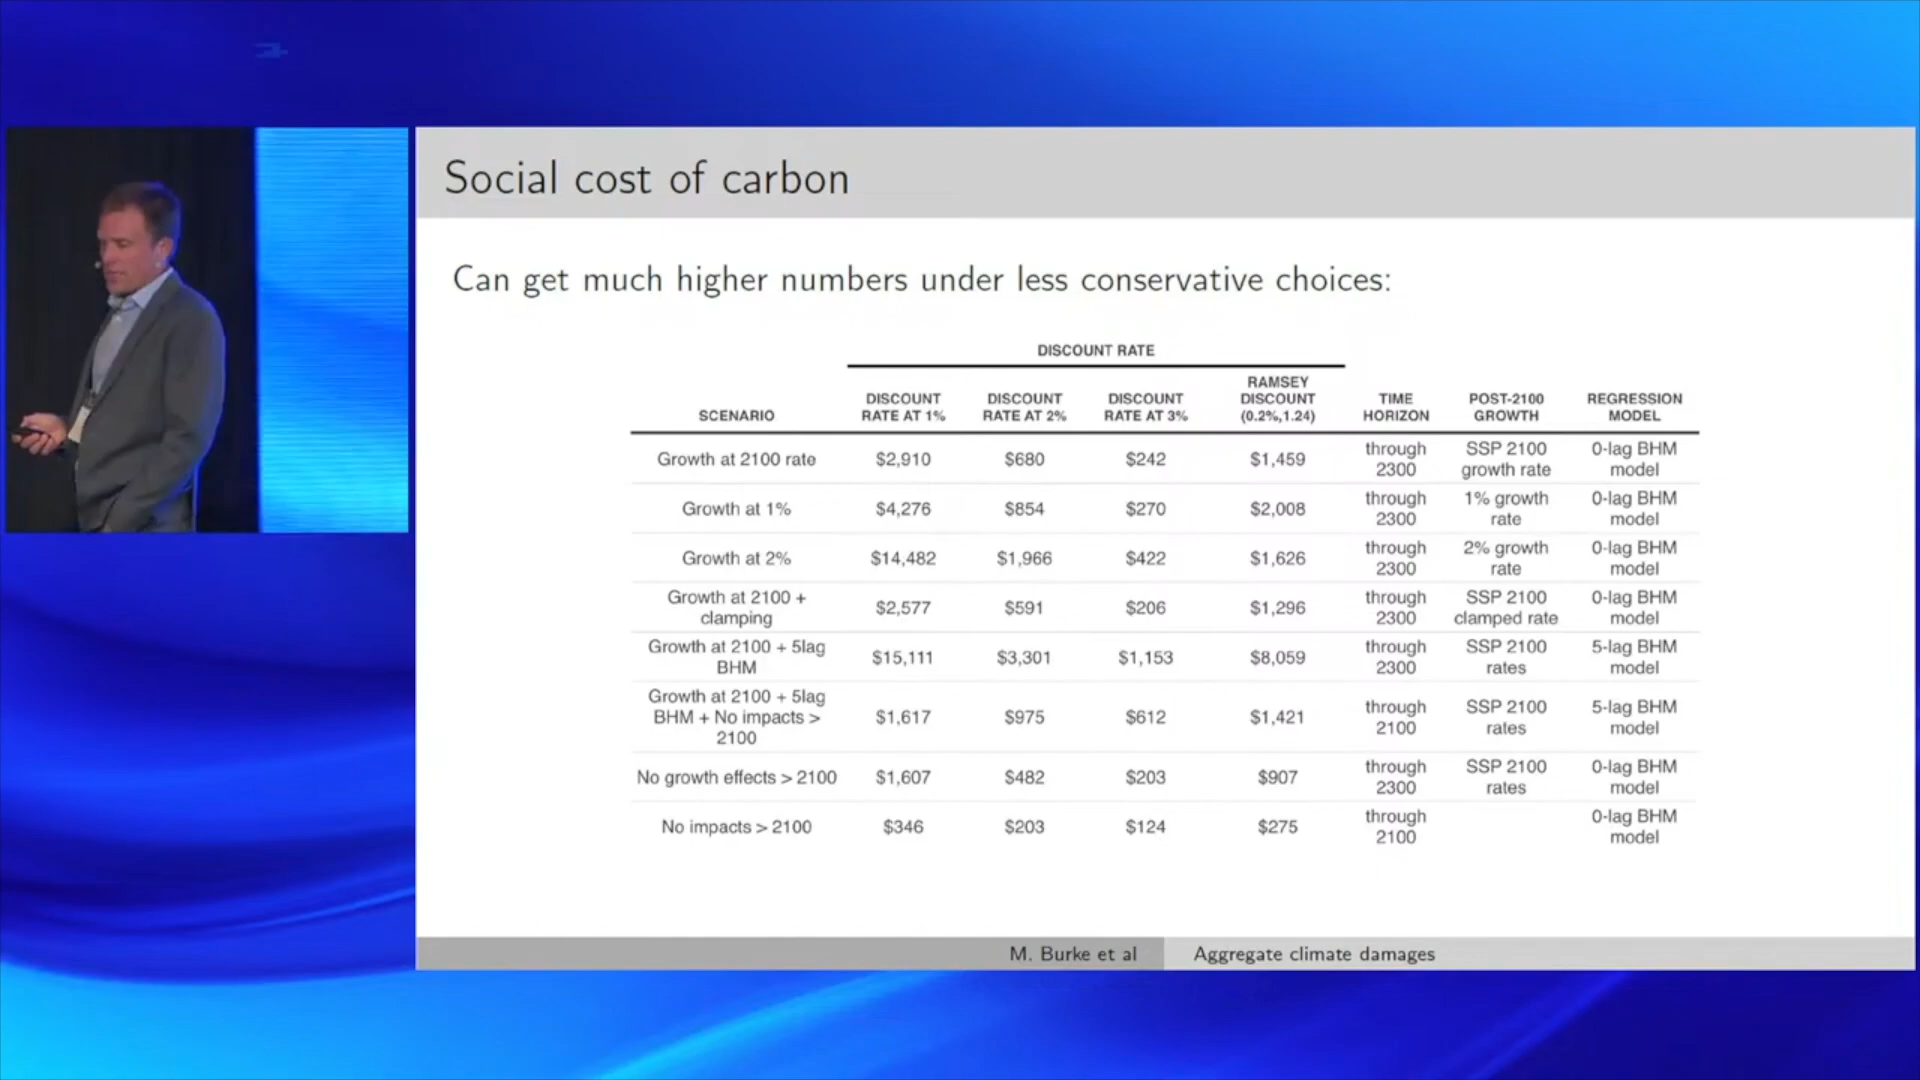 Social cost of carbon
Can get much higher numbers under less conservative choices:
DISCOUNT RATE
SCENARIO
DISCOUNT RATE AT 1%
DISCOUNT RATE AT 2%
DISCOUNT RATE AT 3%
RAMSEY DISCOUNT (0.2%,1.24)
TIME HORIZON
POST-2100 GROWTH
REGRESSION MODEL
Growth at 2100 rate $2,910 $680 $242 $1,459 through 2300 SSP 2100 growth rate 0-lag BHM model
Growth at 1% $4,276 $854 $270 $2,008 through 2300 1% growth rate 0-lag BHM model
Growth at 2% $14,482 $1,966 $422 $1,626 through 2300 2% growth rate 0-lag BHM model
Growth at 2100 + clamping $2,577 $591 $206 $1,296 through 2300 SSP 2100 clamped rate 0-lag BHM model
Growth at 2100 + 5lag BHM $15,111 $3,301 $1,153 $8,059 through 2300 SSP 2100 rates 5-lag BHM model
Growth at 2100 + 5lag BHM + No impacts > 2100 $1,617 $975 $612 $1,421 through 2100 SSP 2100 rates 5-lag BHM model
No growth effects > 2100 $1,607 $482 $203 $907 through 2300 SSP 2100 rates 0-lag BHM model
No impacts > 2100 $346 $203 $124 $275 through 2100 0-lag BHM model
M. Burke et al
Aggregate climate damages